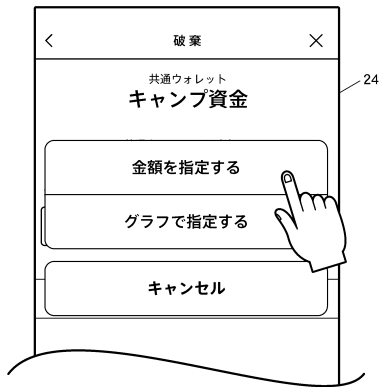 破棄
共通ウォレット
キャンプ資金
24
金額を指定する
グラフで指定する
キャンセル